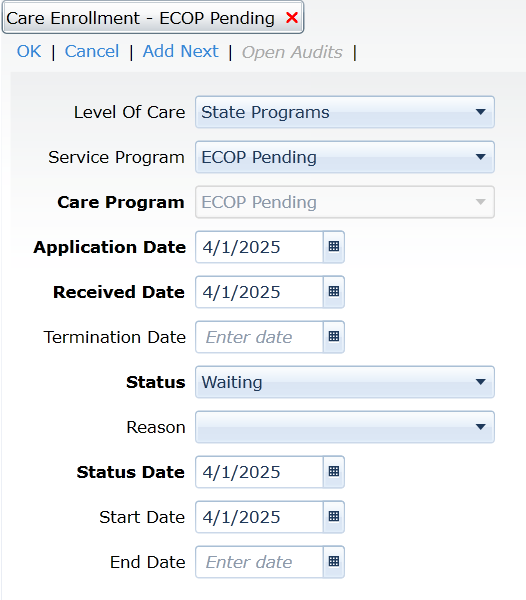 Care Enrollment - ECOP Pending
OK | Cancel | Add Next | Open Audits |
Level Of Care State Programs
Service Program ECOP Pending
Care Program ECOP Pending
Application Date 4/1/2025
Received Date 4/1/2025
Termination Date Enter date
Status Waiting
Reason
Status Date 4/1/2025
Start Date 4/1/2025
End Date Enter date